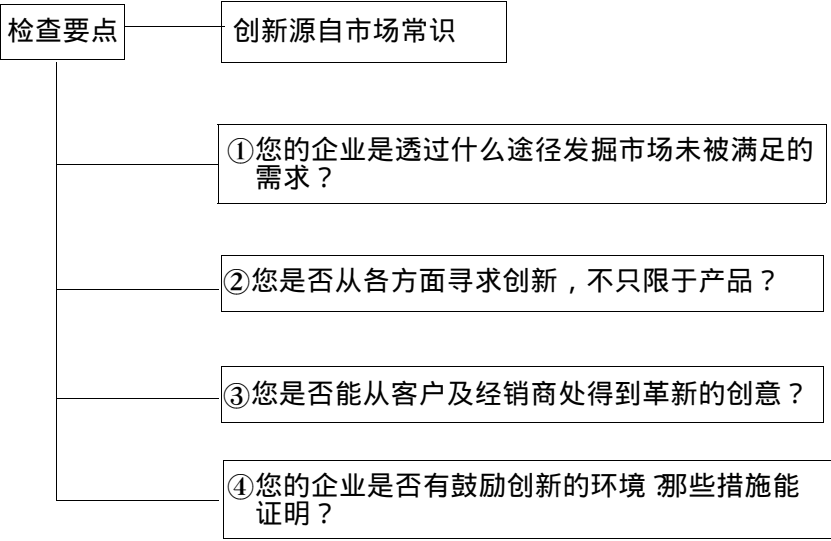 检查要点
创新源自市场常识
①您的企业是透过什么途径发掘市场未被满足的
需求？
②您是否从各方面寻求创新，不只限于产品？
③您是否能从客户及经销商处得到革新的创意？
④您的企业是否有鼓励创新的环境？那些措施能
证明？